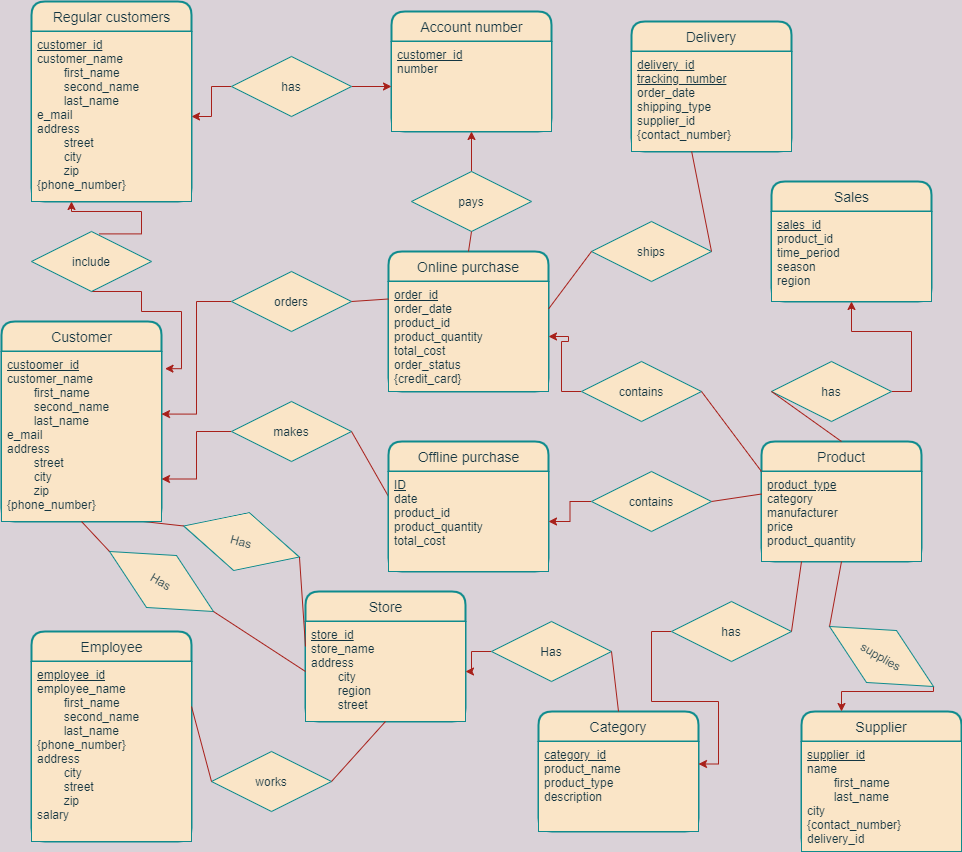 Regular customers
customer_id
customer_name
first_name
second_name
last_name
e_mail
address
street
city
zip
{phone_number}
has
Account number
customer_id
number
Delivery
delivery_id
tracking_number
order_date
shipping_type
supplier_id
{contact_number}
Sales
sales_id
product_id
time_period
season
region
pays
ships
include
orders
Online purchase
order_id
order_date
product_id
product_quantity
total_cost
order_status
{credit_card}
Customer
custoomer_id
customer_name
first_name
second_name
last_name
e_mail
address
street
city
zip
{phone_number}
contains
has
makes
Offline purchase
ID
date
product_id
product_quantity
total_cost
contains
Product
product_type
category
manufacturer
price
product_quantity
Has
Has
Store
store_id
store_name
address
city
region
street
Has
has
supplies
Employee
employee_id
employee_name
first_name
second_name
last_name
{phone_number}
address
city
street
zip
salary
works
Category
category_id
product_name
product_type
description
Supplier
supplier_id
name
first_name
last_name
city
{contact_number}
delivery_id